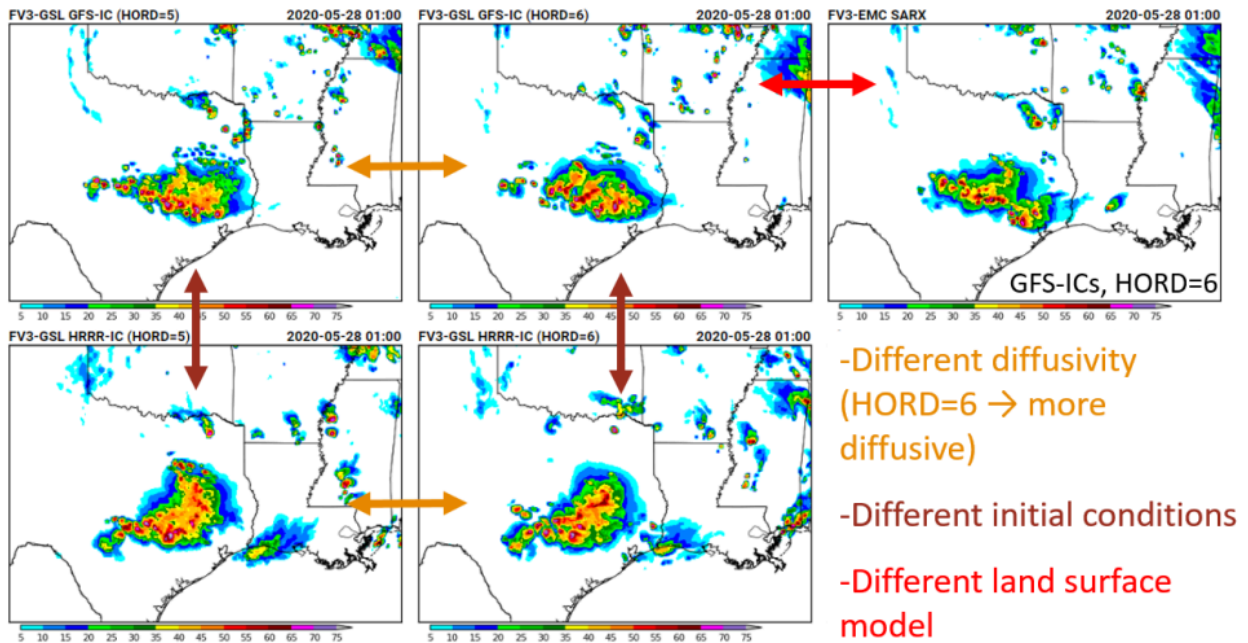 FV3-GSL GFS-IC (HORD=5) 2020-05-28 01:00
FV3-GSL GFS-IC (HORD=6) 2020-05-28 01:00
FV3-EMC SARX 2020-05-28 01:00
GFS-ICs, HORD=6
5 10 15 20 25 30 35 40 45 50 55 60 65 70 75
5 10 15 20 25 30 35 40 45 50 55 60 65 70 75
5 10 15 20 25 30 35 40 45 50 55 60 65 70 75
FV3-GSL HRRR-IC (HORD=5) 2020-05-28 01:00
FV3-GSL HRRR-IC (HORD=6) 2020-05-28 01:00
5 10 15 20 25 30 35 40 45 50 55 60 65 70 75
5 10 15 20 25 30 35 40 45 50 55 60 65 70 75
-Different diffusivity
(HORD=6 → more
diffusive)
-Different initial conditions
-Different land surface
model